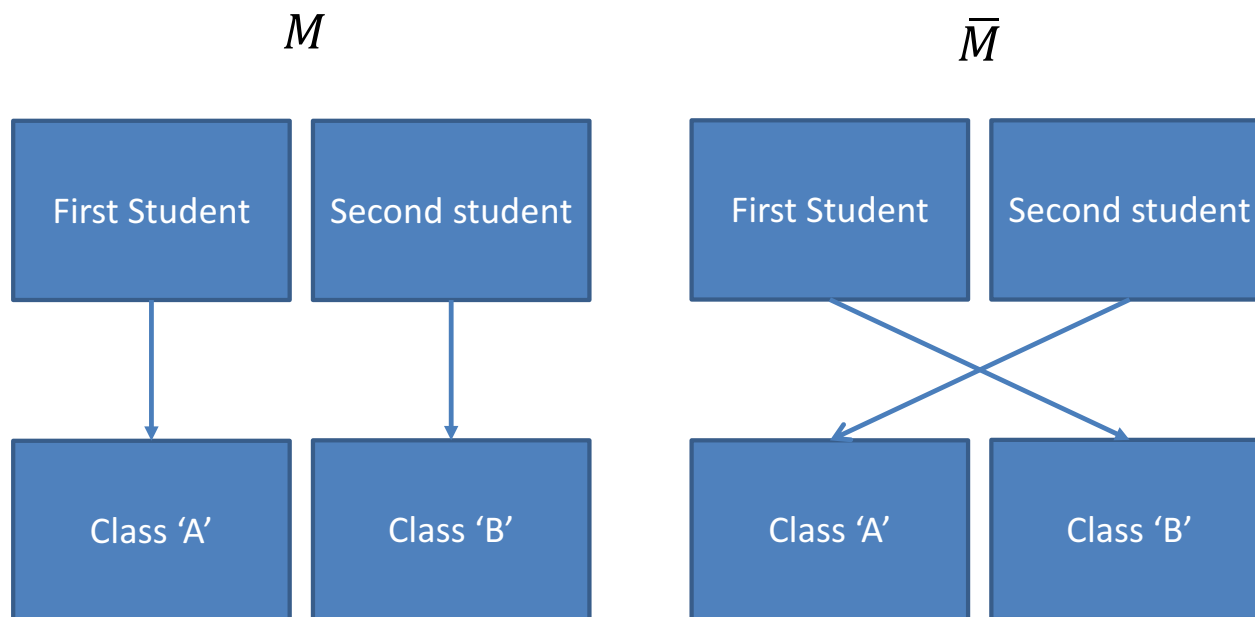 M
M̅
First Student
Second student
First Student
Second student
Class ‘A’
Class ‘B’
Class ‘A’
Class ‘B’